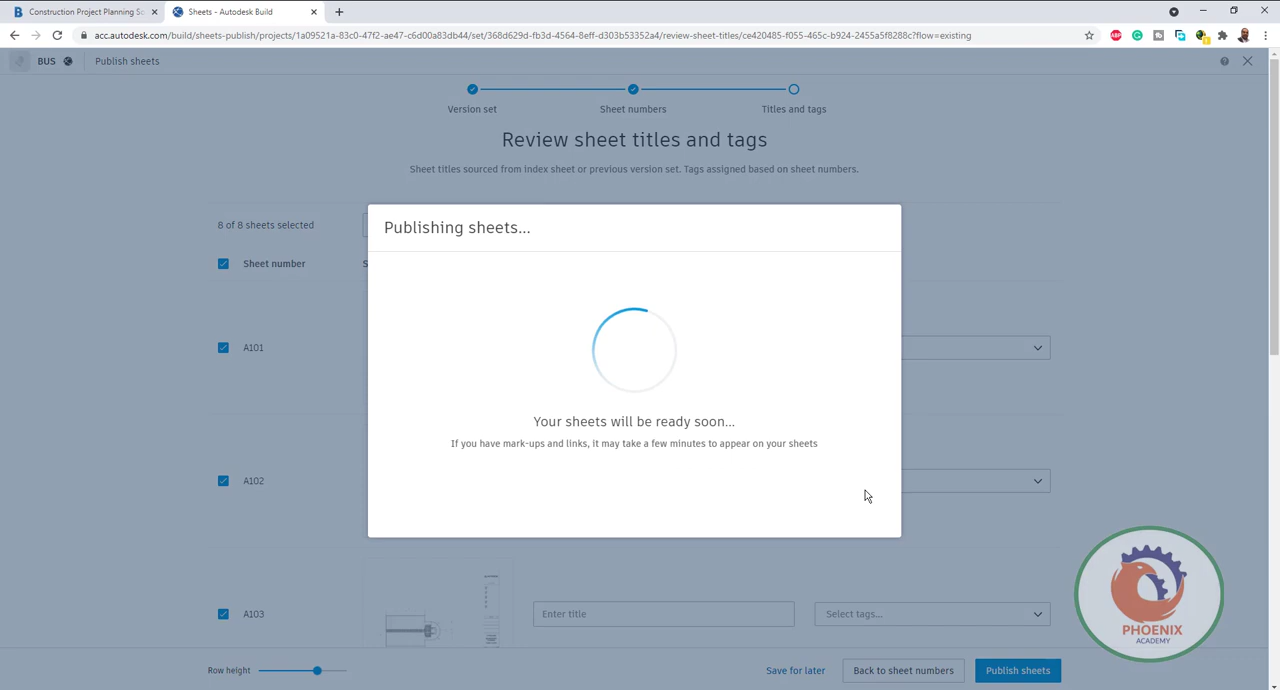 Construction Project Planning So
Sheets - Autodesk Build
acc.autodesk.com/build/sheets-publish/projects/1a09521a-83c0-47f2-ae47-c6d00a83db44/set/368d629d-fb3d-4564-8eff-d303b53352a4/review-sheet-titles/ce420485-f055-465c-b924-2455a5f8288c?flow=existing
BUS
Publish sheets
Version set
Sheet numbers
Titles and tags
Review sheet titles and tags
Sheet titles sourced from index sheet or previous version set. Tags assigned based on sheet numbers.
8 of 8 sheets selected
Publishing sheets...
Sheet number
S
A101
Your sheets will be ready soon...
If you have mark-ups and links, it may take a few minutes to appear on your sheets
A102
A103
Enter title
Select tags...
PHOENIX
ACADEMY
Row height
Save for later
Back to sheet numbers
Publish sheets